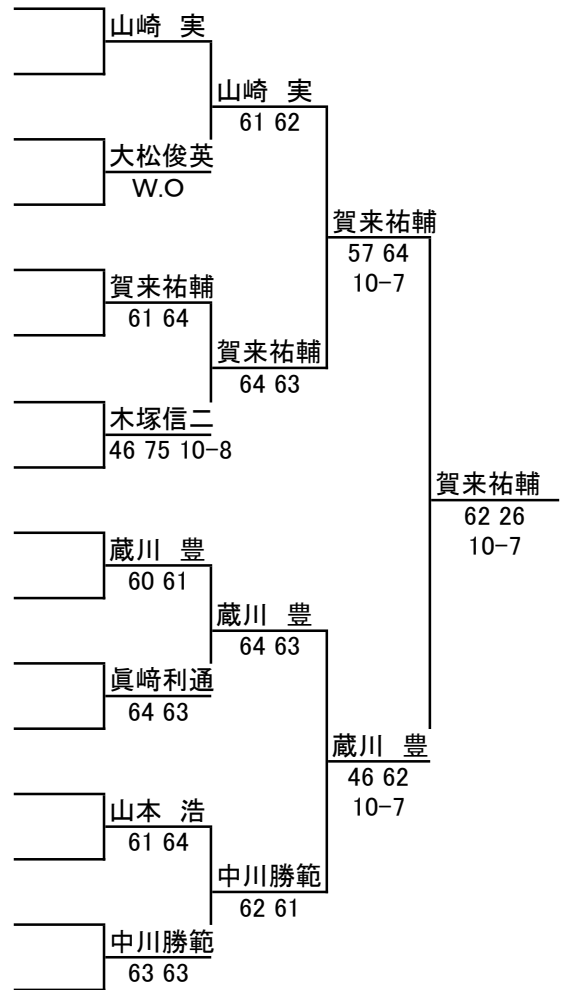 山崎　実
山崎　実
61 62
大松俊英
W.O
賀来祐輔
57 64
10-7
賀来祐輔
61 64
賀来祐輔
64 63
木塚信二
46 75 10-8
賀来祐輔
62 26
10-7
蔵川　豊
60 61
蔵川　豊
64 63
眞﨑利通
64 63
蔵川　豊
46 62
10-7
山本　浩
61 64
中川勝範
62 61
中川勝範
63 63